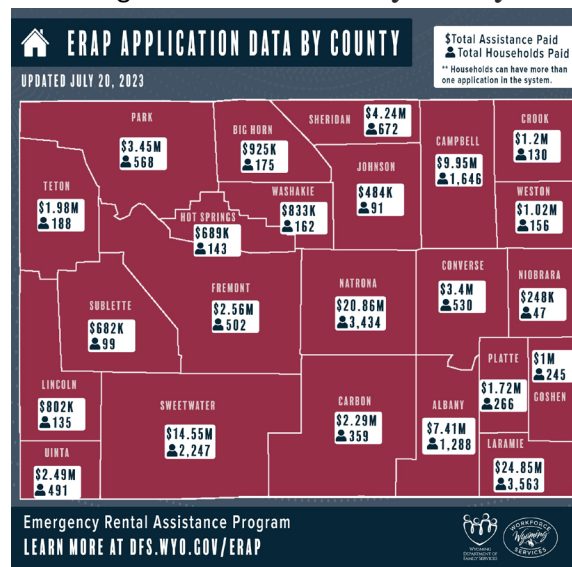 ERAP APPLICATION DATA BY COUNTY
UPDATED JULY 20, 2023
$Total Assistance Paid
Total Households Paid
** Households can have more
than one application in the system.
PARK
$3.45M
568
BIG HORN
$925K
175
SHERIDAN
$4.24M
672
CAMPBELL
$9.95M
1,646
CROOK
$1.2M
130
TETON
$1.98M
188
HOT SPRINGS
$689K
143
WASHAKIE
$833K
162
JOHNSON
$484K
91
WESTON
$1.02M
156
SUBLETTE
$682K
99
FREMONT
$2.56M
502
NATRONA
$20.86M
3,434
CONVERSE
$3.4M
530
NIOBRARA
$248K
47
LINCOLN
$802K
135
SWEETWATER
$14.55M
2,247
CARBON
$2.29M
359
ALBANY
$7.41M
1,288
PLATTE
$1.72M
266
$1M
245
GOSHEN
UINTA
$2.49M
491
LARAMIE
$24.85M
3,563
Emergency Rental Assistance Program
LEARN MORE AT DFS.WYO.GOV/ERAP
WYOMING
DEPARTMENT OF
FAMILY SERVICES
WORKFORCE
Wyoming
SERVICES